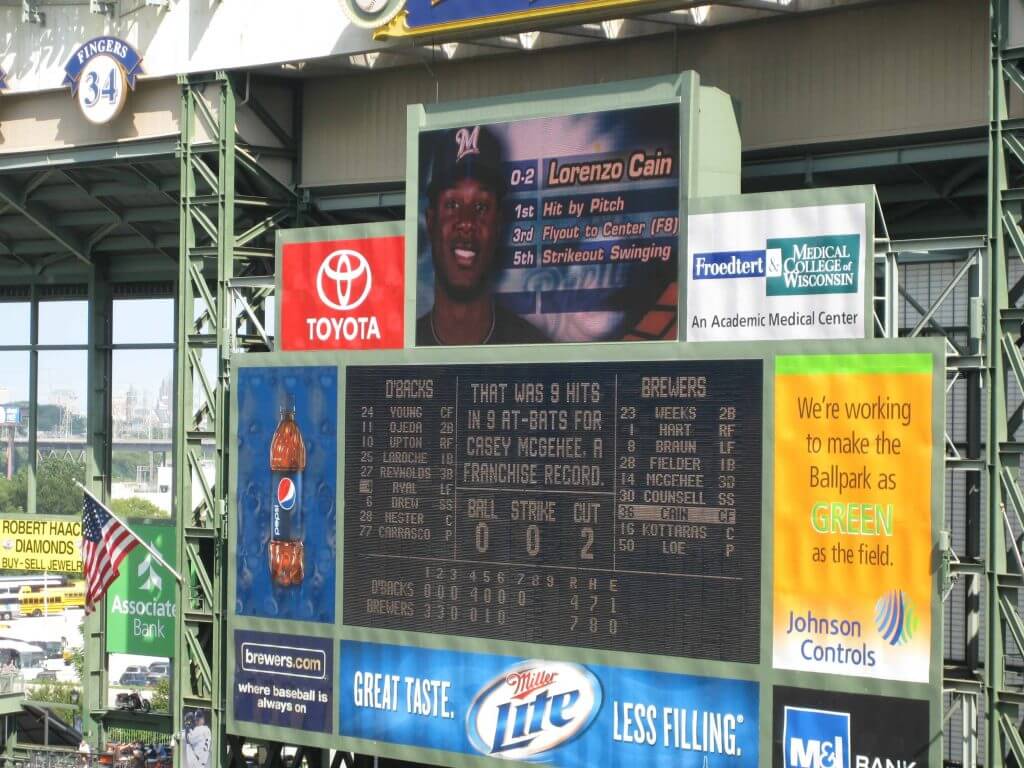 FINGERS
34
M
0-2 Lorenzo Cain
1st Hit by Pitch
3rd Flyout to Center (F8)
5th Strikeout Swinging
TOYOTA
Froedtert & MEDICAL COLLEGE of WISCONSIN
An Academic Medical Center
D'BACKS
24 YOUNG CF
11 OJEDA 2B
10 UPTON RF
25 LAROCHE 1B
27 REYNOLDS 3B
RYAL LF
6 DREW SS
28 HESTER C
77 CARRASCO P
THAT WAS 9 HITS
IN 9 AT-BATS FOR
CASEY MCGEHEE, A
FRANCHISE RECORD.
BALL STRIKE OUT
0 0 2
BREWERS
23 WEEKS 2B
1 HART RF
8 BRAUN LF
28 FIELDER 1B
14 MCGEHEE 3B
30 COUNSELL SS
36 CAIN CF
16 KOTTARAS C
50 LOE P
1 2 3 4 5 6 7 8 9 R H E
D'BACKS 0 0 0 4 0 0 0 4 7 1
BREWERS 3 3 0 0 1 0 7 8 0
pepsi
We're working
to make the
Ballpark as
GREEN
as the field.
Johnson
Controls
ROBERT HAACK
DIAMONDS
BUY-SELL JEWELRY
Associated
Bank
brewers.com
where baseball is
always on
GREAT TASTE.
Miller
Lite
LESS FILLING.
M&I BANK